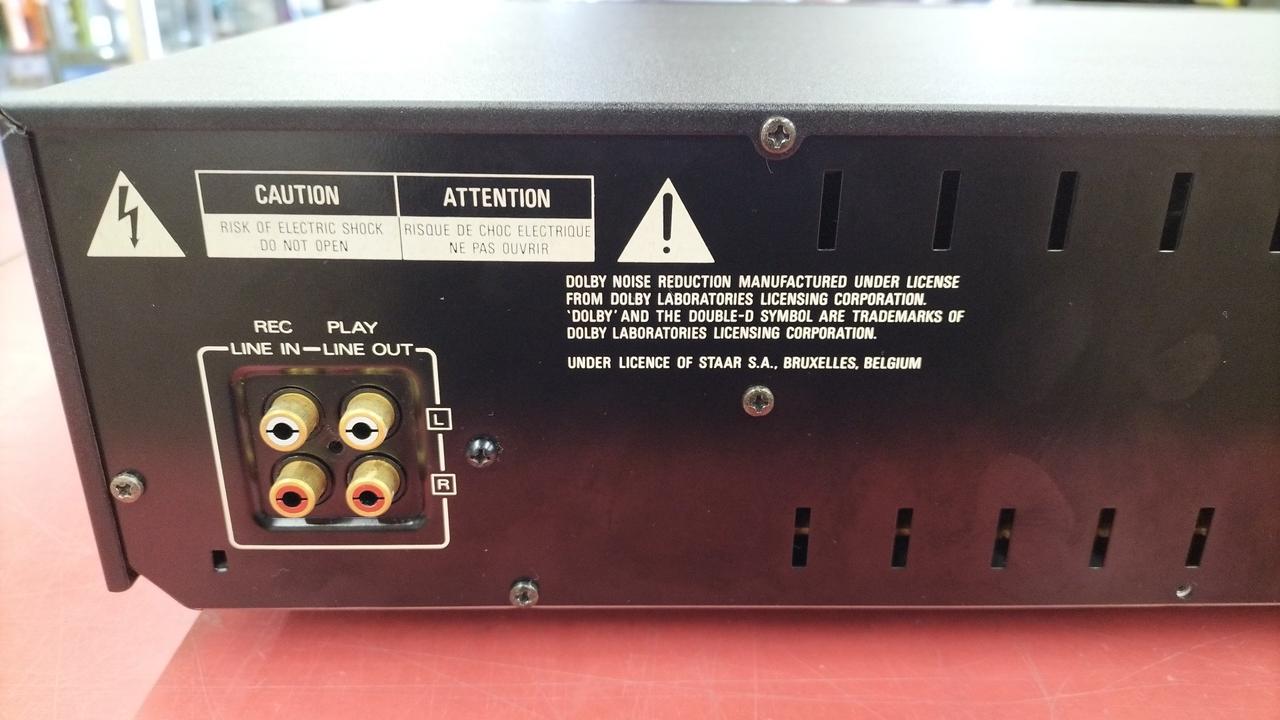 CAUTION
RISK OF ELECTRIC SHOCK
DO NOT OPEN
ATTENTION
RISQUE DE CHOC ELECTRIQUE
NE PAS OUVRIR
DOLBY NOISE REDUCTION MANUFACTURED UNDER LICENSE
FROM DOLBY LABORATORIES LICENSING CORPORATION.
'DOLBY' AND THE DOUBLE-D SYMBOL ARE TRADEMARKS OF
DOLBY LABORATORIES LICENSING CORPORATION.
UNDER LICENCE OF STAAR S.A., BRUXELLES, BELGIUM
REC PLAY
LINE IN LINE OUT
L
R